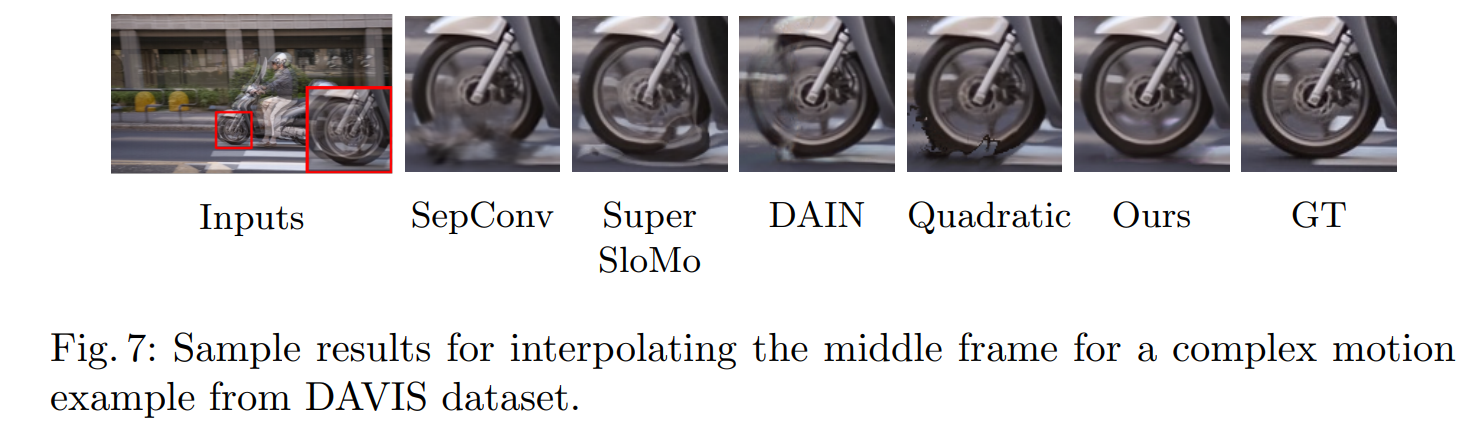 Inputs SepConv Super DAIN Quadratic Ours GT
SloMo
Fig. 7: Sample results for interpolating the middle frame for a complex motion
example from DAVIS dataset.